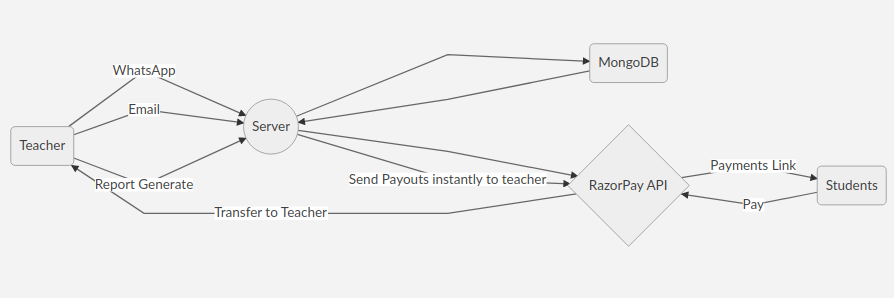 WhatsApp
MongoDB
Email
Server
Teacher
Payments Link
Send Payouts instantly to teacher
Report Generate
RazorPay API
Students
Pay
Transfer to Teacher